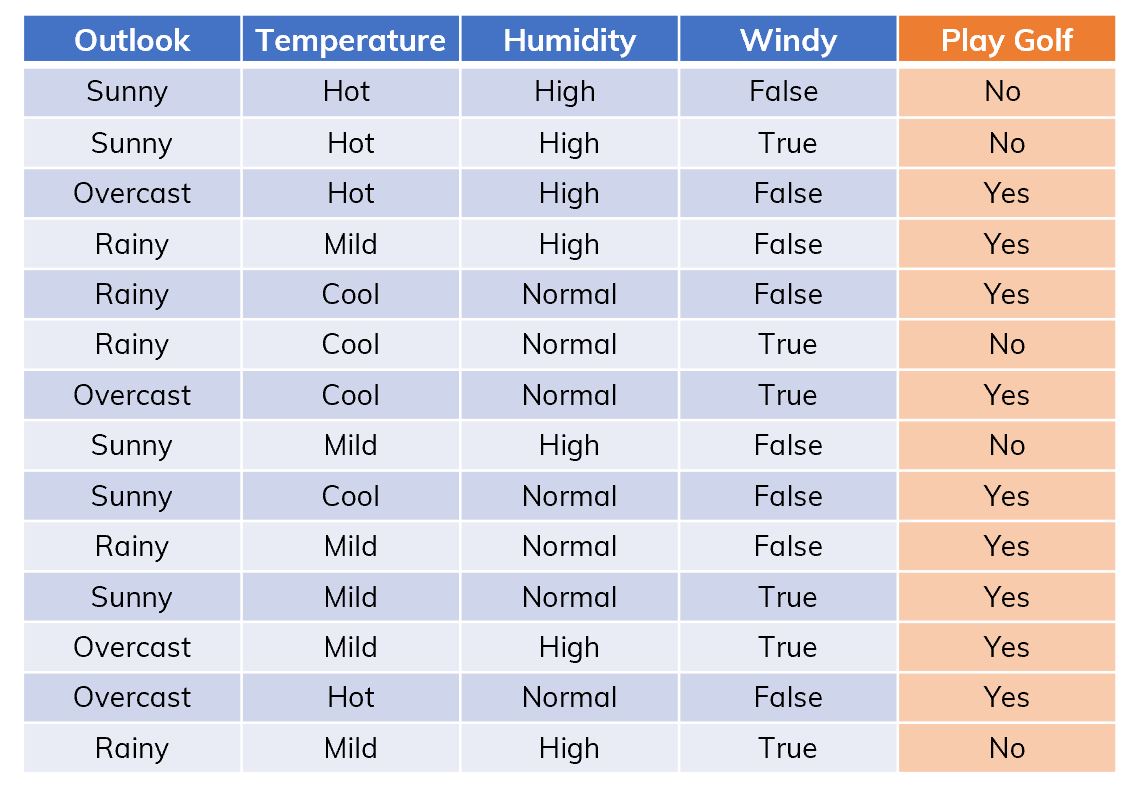 Outlook Temperature Humidity Windy Play Golf
Sunny Hot High False No
Sunny Hot High True No
Overcast Hot High False Yes
Rainy Mild High False Yes
Rainy Cool Normal False Yes
Rainy Cool Normal True No
Overcast Cool Normal True Yes
Sunny Mild High False No
Sunny Cool Normal False Yes
Rainy Mild Normal False Yes
Sunny Mild Normal True Yes
Overcast Mild High True Yes
Overcast Hot Normal False Yes
Rainy Mild High True No